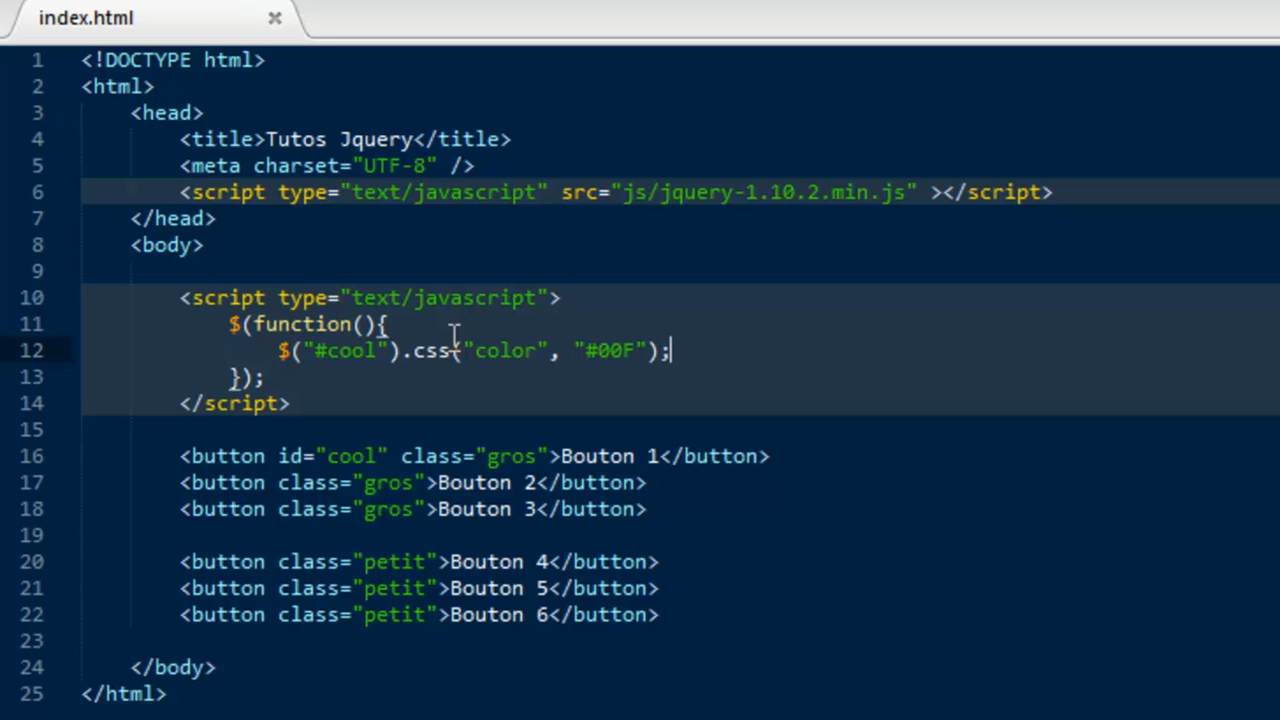 index.html
1 <!DOCTYPE html>
2 <html>
3 <head>
4 <title>Tutos Jquery</title>
5 <meta charset="UTF-8" />
6 <script type="text/javascript" src="js/jquery-1.10.2.min.js" ></script>
7 </head>
8 <body>
9
10 <script type="text/javascript">
11 $(function(){
12 $("#cool").css("color", "#00F");
13 });
14 </script>
15
16 <button id="cool" class="gros">Bouton 1</button>
17 <button class="gros">Bouton 2</button>
18 <button class="gros">Bouton 3</button>
19
20 <button class="petit">Bouton 4</button>
21 <button class="petit">Bouton 5</button>
22 <button class="petit">Bouton 6</button>
23
24 </body>
25 </html>